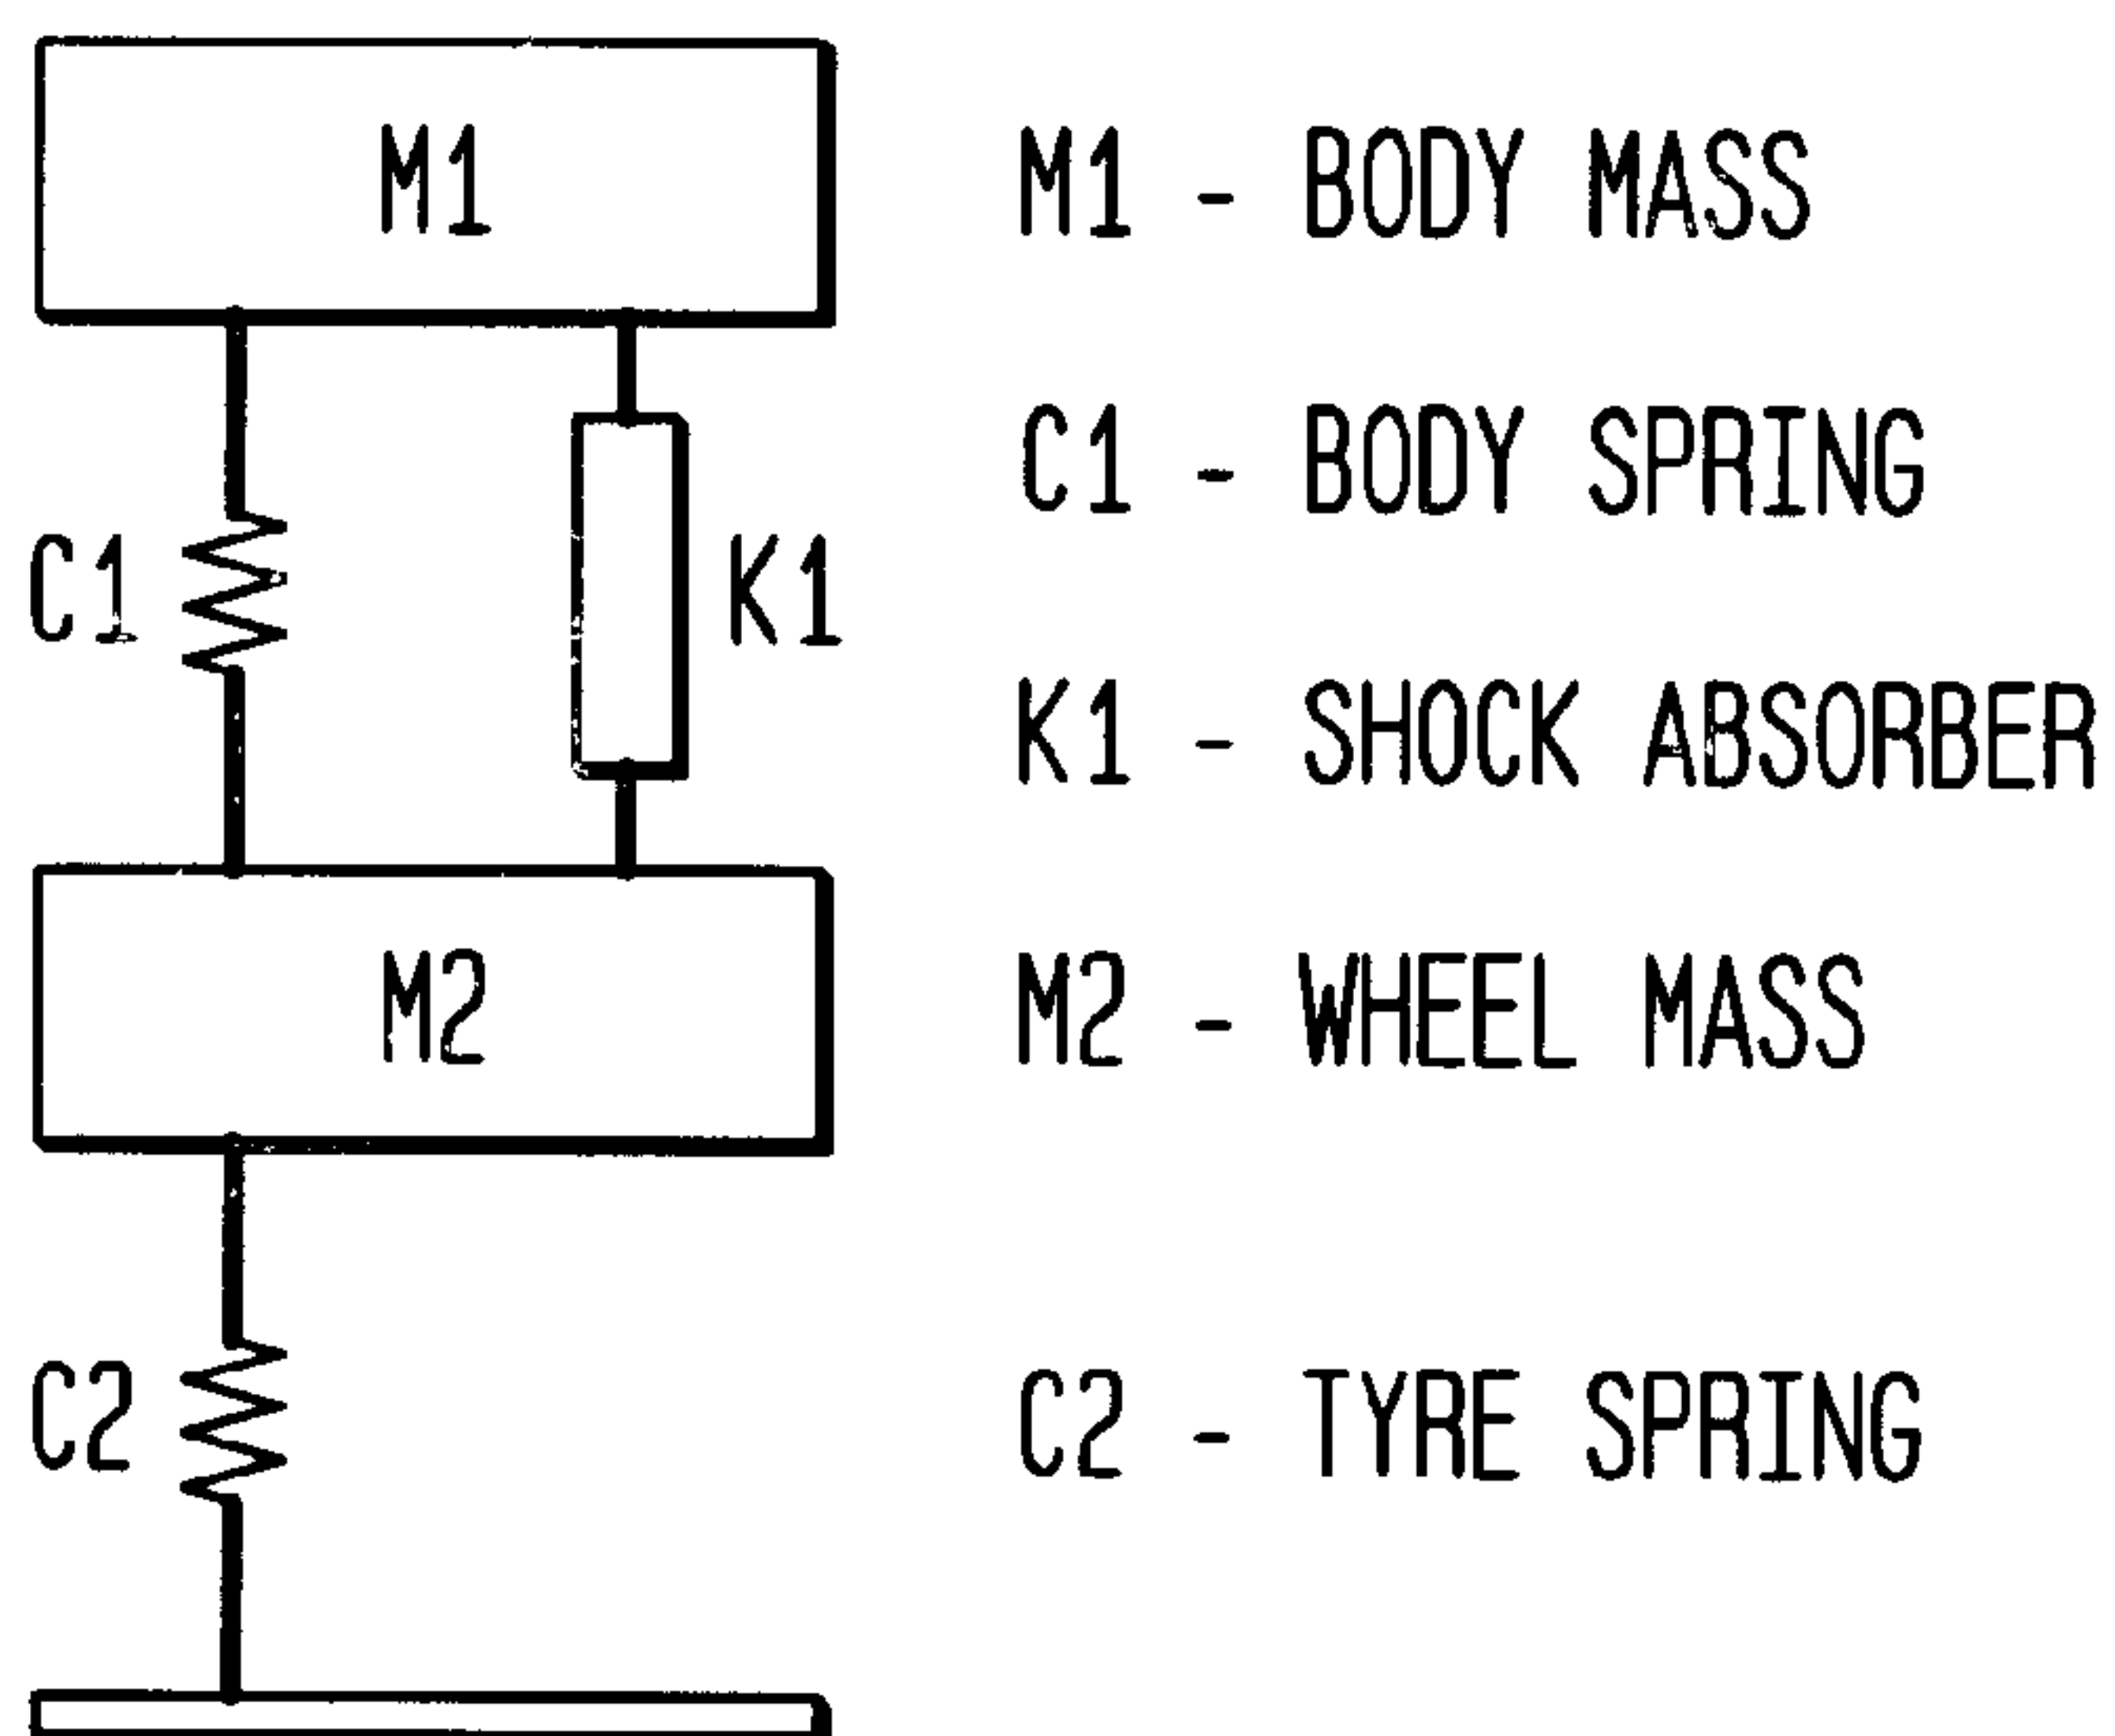 M1
M1 - BODY MASS
C1 - BODY SPRING
C1
K1
K1 - SHOCK ABSORBER
M2
M2 - WHEEL MASS
C2
C2 - TYRE SPRING